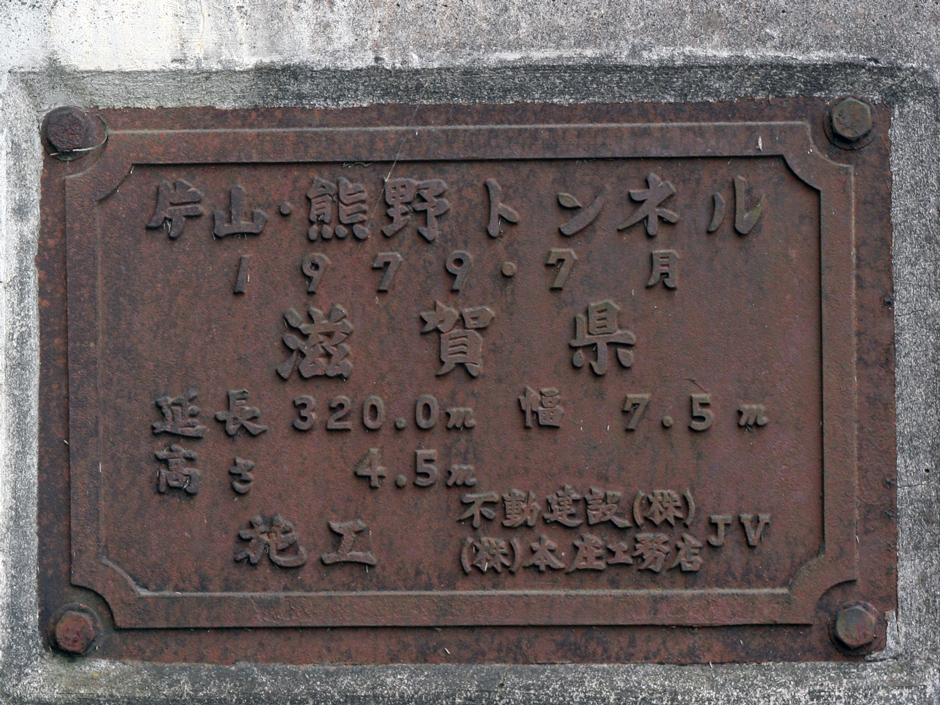 片山・熊野トンネル
1979・7月
滋賀県
延長 320.0m 幅 7.5m
高さ 4.5m
施工 不動建設(株)
(株)本庄工務店 JV